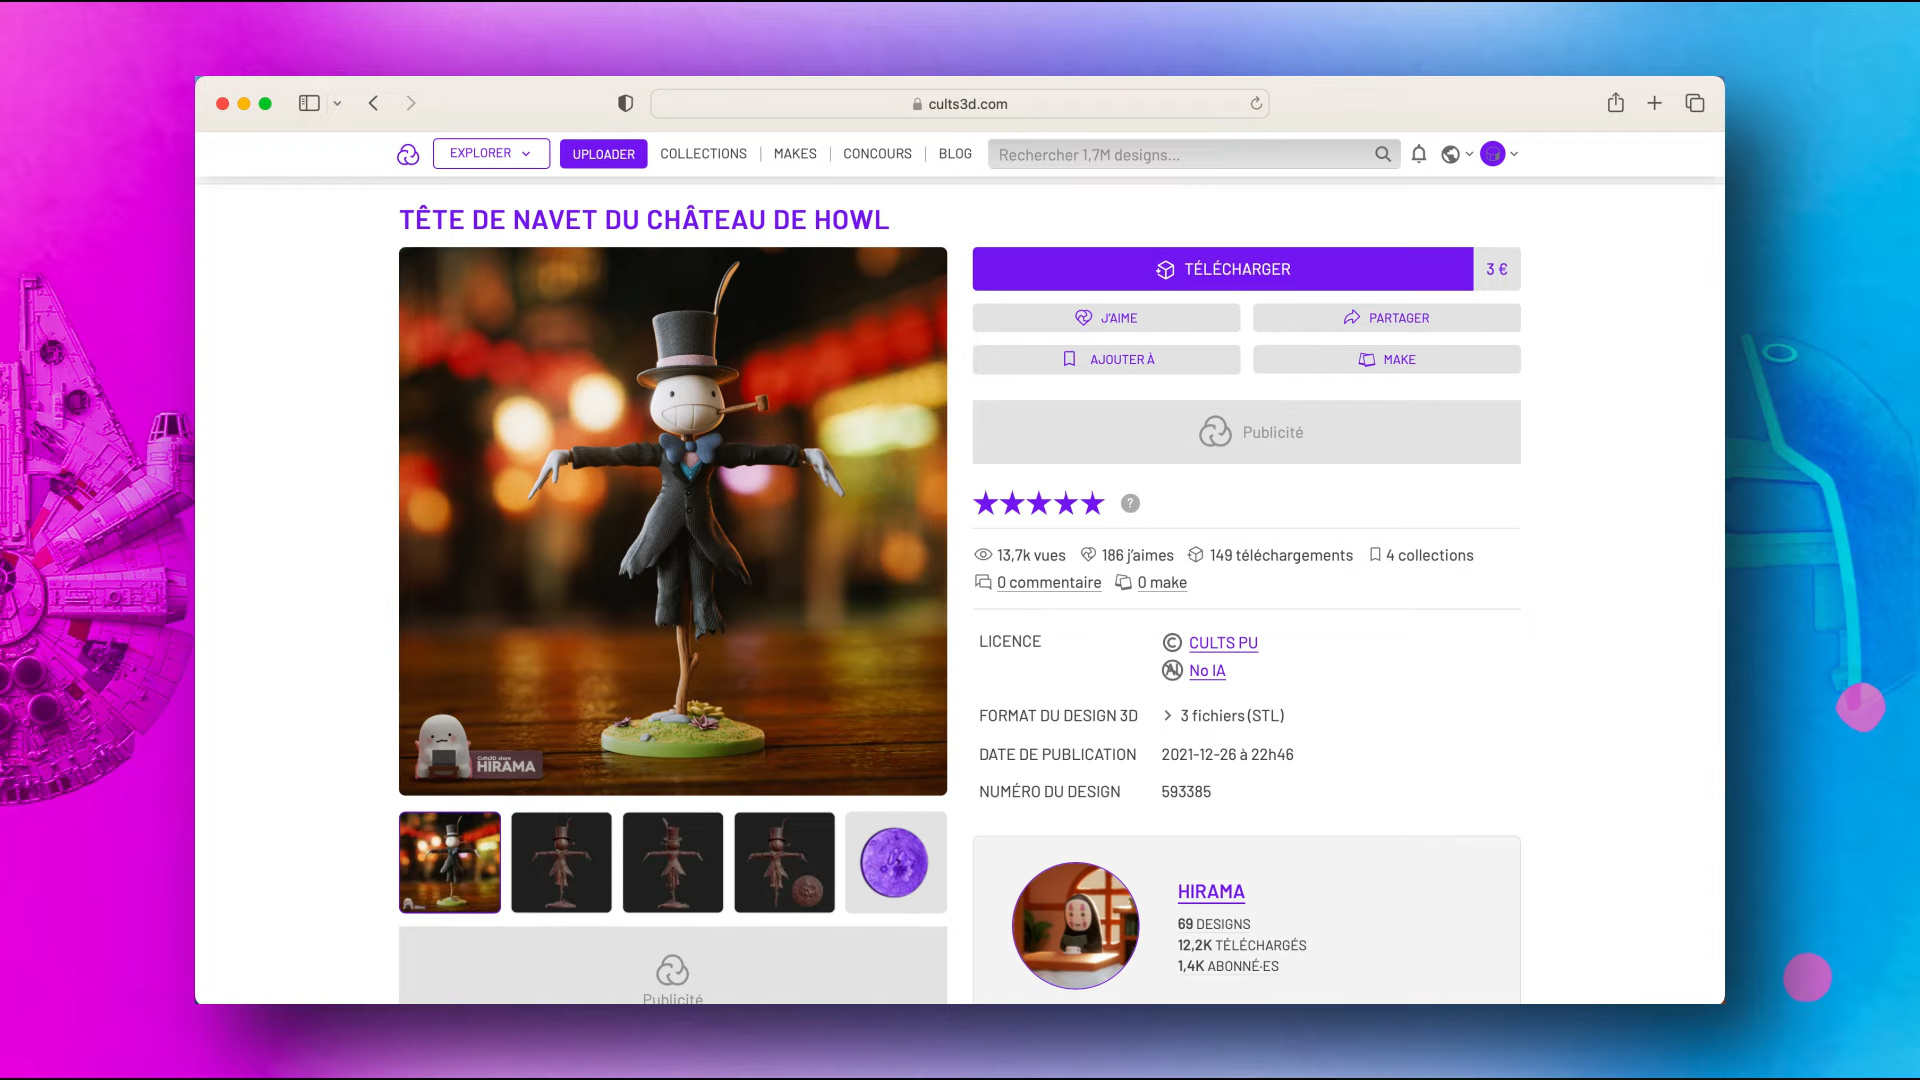 cults3d.com
EXPLORER
UPLOADER
COLLECTIONS
MAKES
CONCOURS
BLOG
Rechercher 1,7M designs...
TÊTE DE NAVET DU CHÂTEAU DE HOWL
TÉLÉCHARGER
3 €
J'AIME
PARTAGER
AJOUTER À
MAKE
Publicité
?
13,7k vues
186 j'aimes
149 téléchargements
4 collections
0 commentaire
0 make
LICENCE
CULTS PU
No IA
FORMAT DU DESIGN 3D
3 fichiers (STL)
DATE DE PUBLICATION
2021-12-26 à 22h46
NUMÉRO DU DESIGN
593385
Cults3D store
HIRAMA
HIRAMA
69 DESIGNS
12,2K TÉLÉCHARGÉS
1,4K ABONNÉ·ES
Publicité